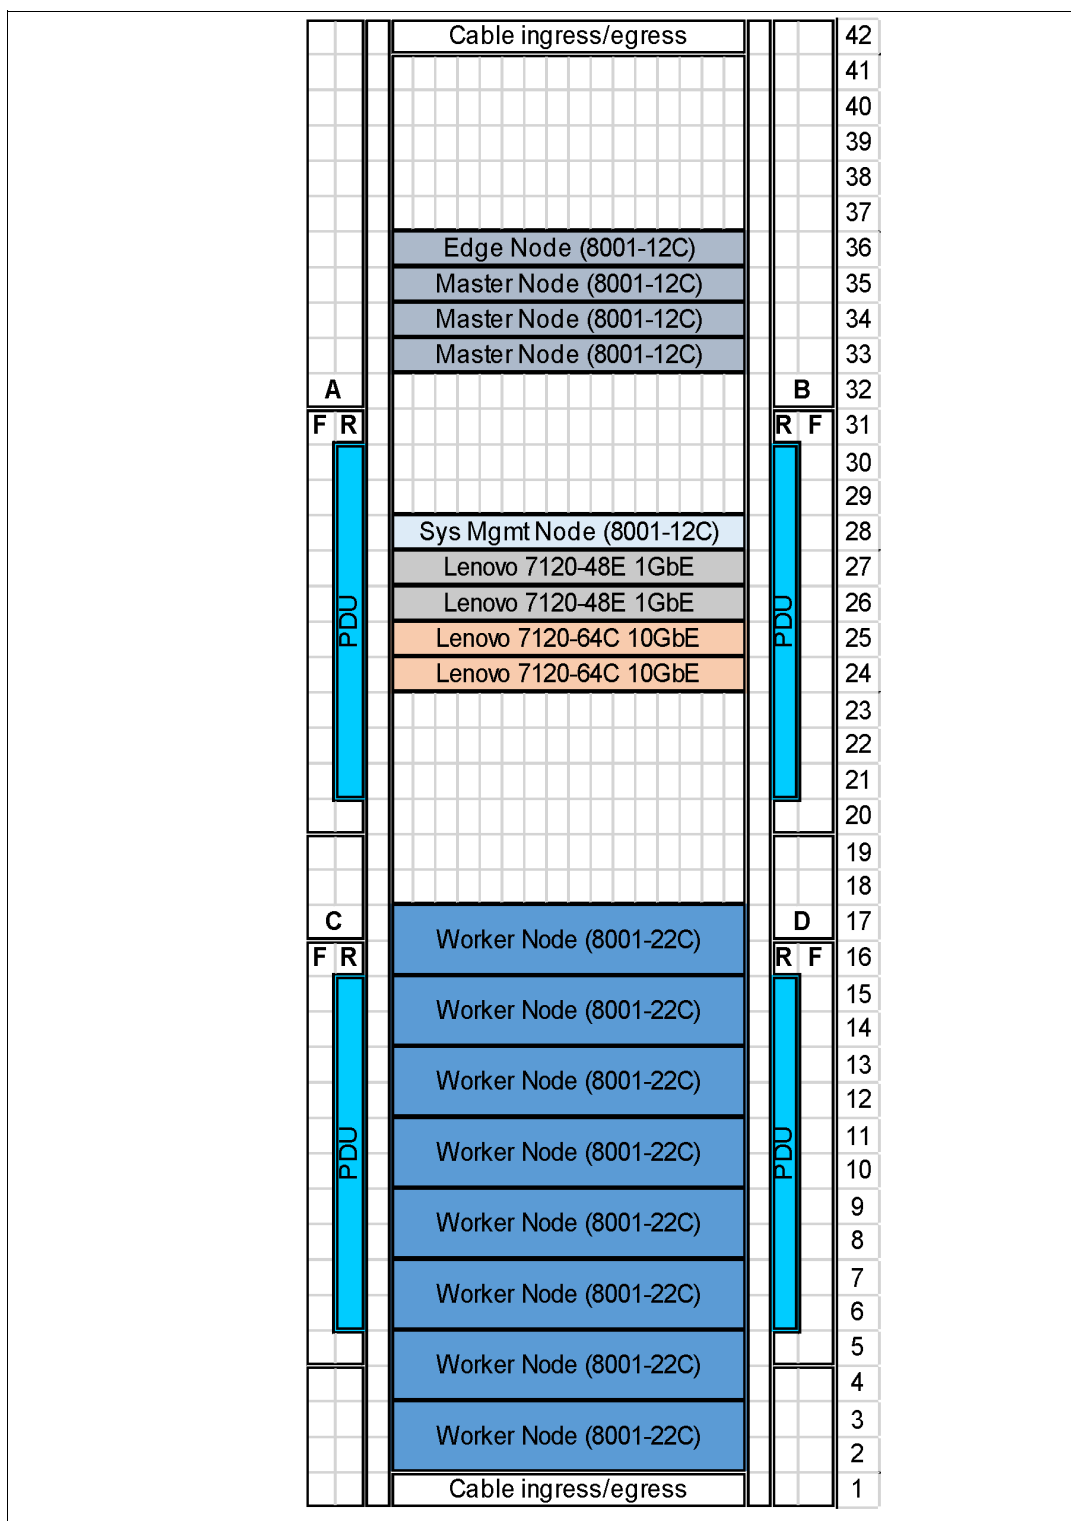 Cable ingress/egress 42
41
40
39
38
37
Edge Node (8001-12C) 36
Master Node (8001-12C) 35
Master Node (8001-12C) 34
Master Node (8001-12C) 33
A B 32
F R R F 31
30
29
Sys Mgmt Node (8001-12C) 28
Lenovo 7120-48E 1GbE 27
PDU Lenovo 7120-48E 1GbE PDU 26
Lenovo 7120-64C 10GbE 25
Lenovo 7120-64C 10GbE 24
23
22
21
20
19
18
C D 17
Worker Node (8001-22C)
F R R F 16
15
Worker Node (8001-22C)
14
13
Worker Node (8001-22C)
12
11
PDU Worker Node (8001-22C) PDU
10
9
Worker Node (8001-22C)
8
7
Worker Node (8001-22C)
6
5
Worker Node (8001-22C)
4
3
Worker Node (8001-22C)
2
Cable ingress/egress 1